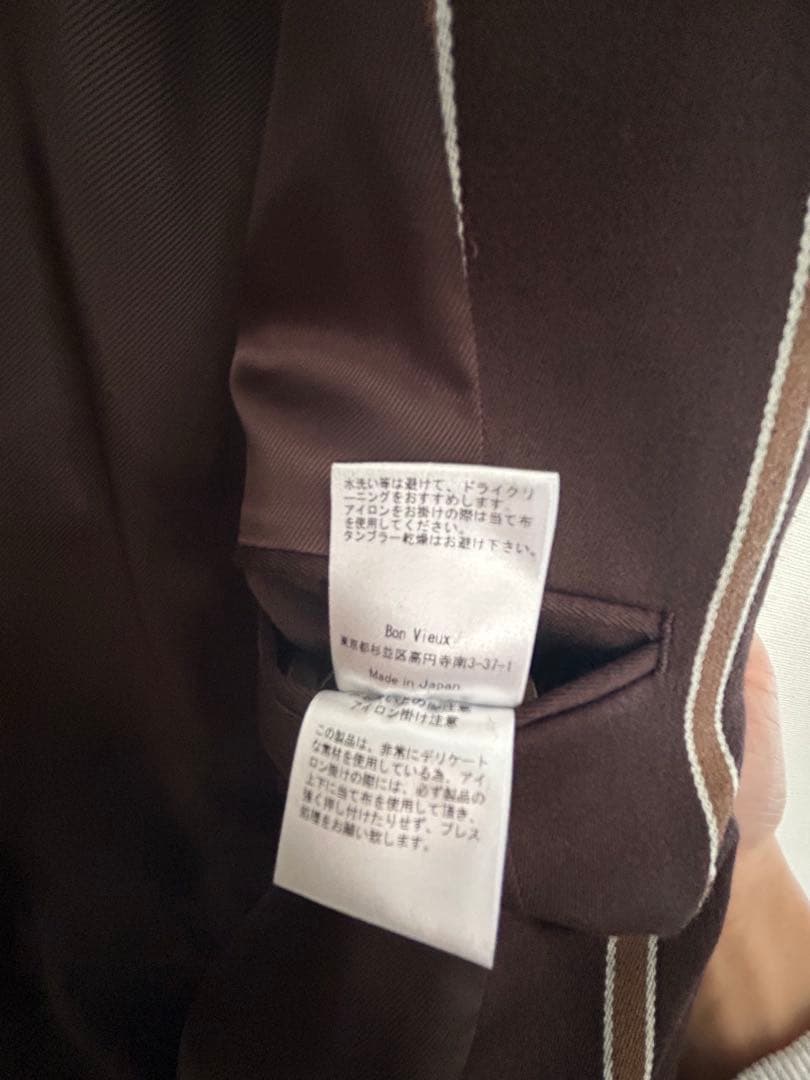 水洗い等は避けて、ドライクリ
ーニングをおすすめします。
アイロンをお掛けの際は当て布
を使用してください。
タンブラー乾燥はお避け下さい。
Bon Vieux
東京都杉並区高円寺南3-37-1
Made in Japan
い上の注意
アイロン掛け注意
この製品は、非常にデリケート
な素材を使用している為、アイ
ロン掛けの際には、必ず製品の
上下に当て布を使用して頂き、
強く押し付けたりせず、プレス
処理をお願い致します。